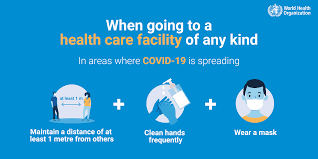 World Health
Organization
When going to a
health care facility of any kind
In areas where COVID-19 is spreading
at least 1 m
Maintain a distance of at
least 1 metre from others
+
Clean hands
frequently
+
Wear a mask